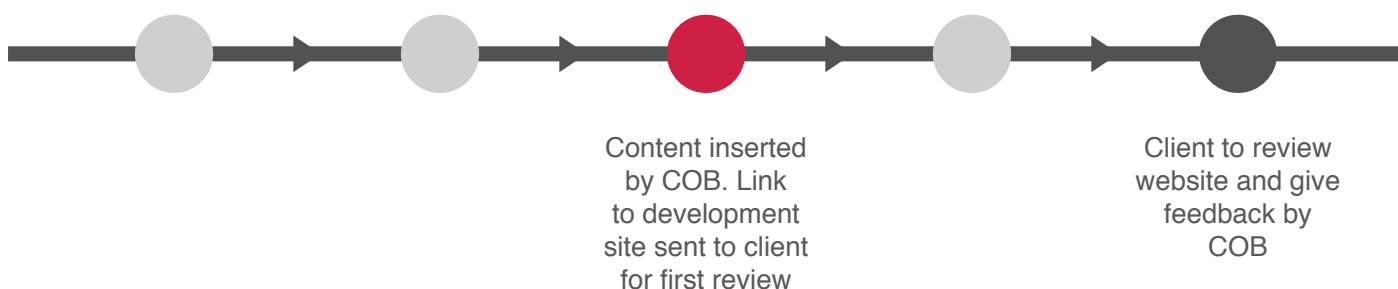 Content inserted
by COB. Link
to development
site sent to client
for first review
Client to review
website and give
feedback by
COB